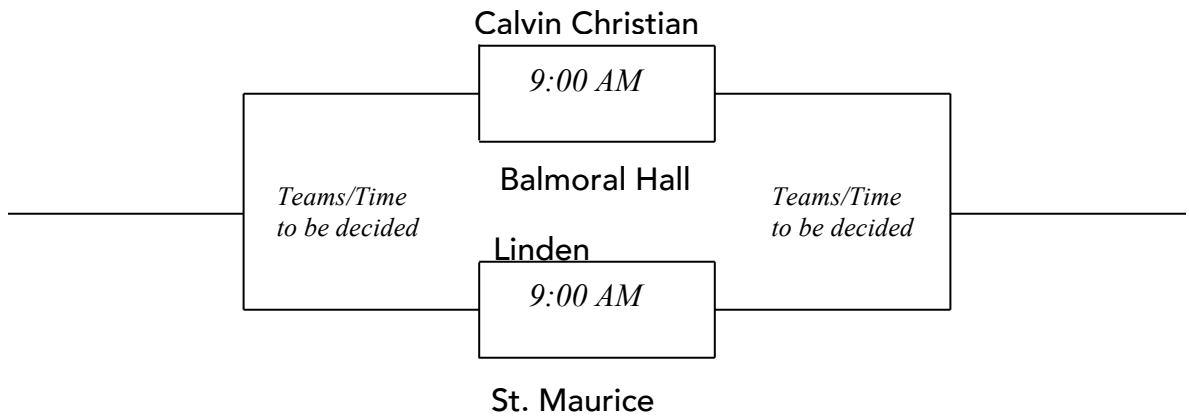 Calvin Christian
9:00 AM
Balmoral Hall
Teams/Time
to be decided
Teams/Time
to be decided
Linden
9:00 AM
St. Maurice